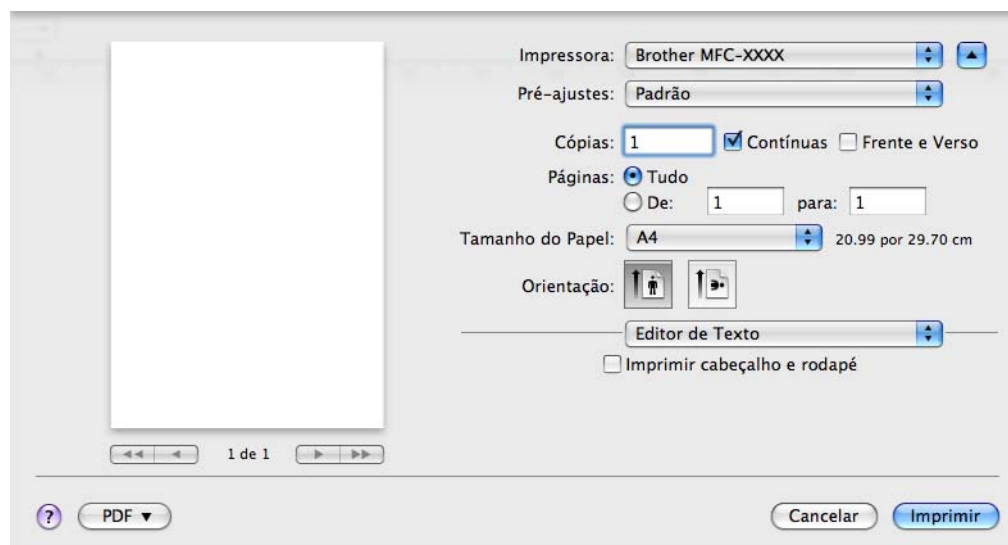 Impressora: Brother MFC-XXXX
Pré-ajustes: Padrão
Cópias: 1 Contínuas Frente e Verso
Páginas: Tudo
De: 1 para: 1
Tamanho do Papel: A4 20.99 por 29.70 cm
Orientação:
Editor de Texto
Imprimir cabeçalho e rodapé
1 de 1
? PDF Cancelar Imprimir